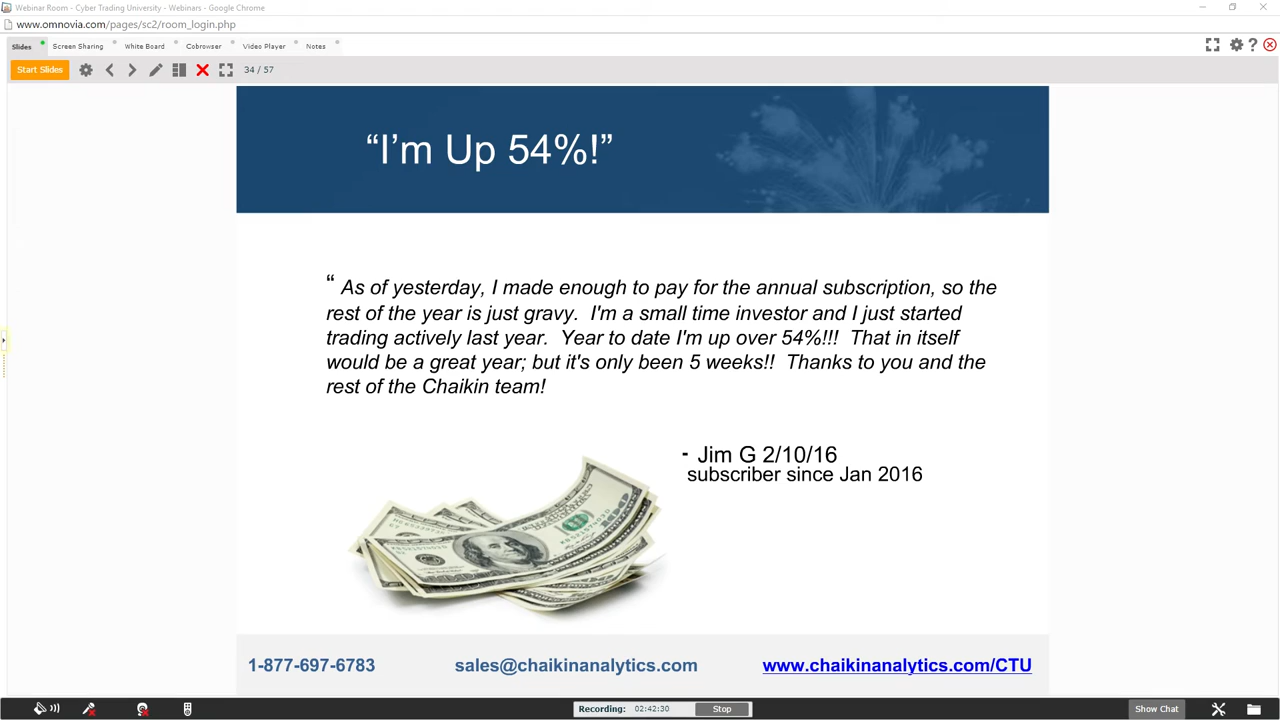 Webinar Room - Cyber Trading University - Webinars - Google Chrome
www.omnovia.com/pages/sc2/room_login.php
Slides Screen Sharing White Board Cobrowser Video Player Notes
Start Slides 34 / 57
“I’m Up 54%!”
“ As of yesterday, I made enough to pay for the annual subscription, so the
rest of the year is just gravy. I'm a small time investor and I just started
trading actively last year. Year to date I'm up over 54%!!! That in itself
would be a great year; but it's only been 5 weeks!! Thanks to you and the
rest of the Chaikin team!
- Jim G 2/10/16
subscriber since Jan 2016
1-877-697-6783 sales@chaikinanalytics.com www.chaikinanalytics.com/CTU
Recording: 02:42:30 Stop Show Chat